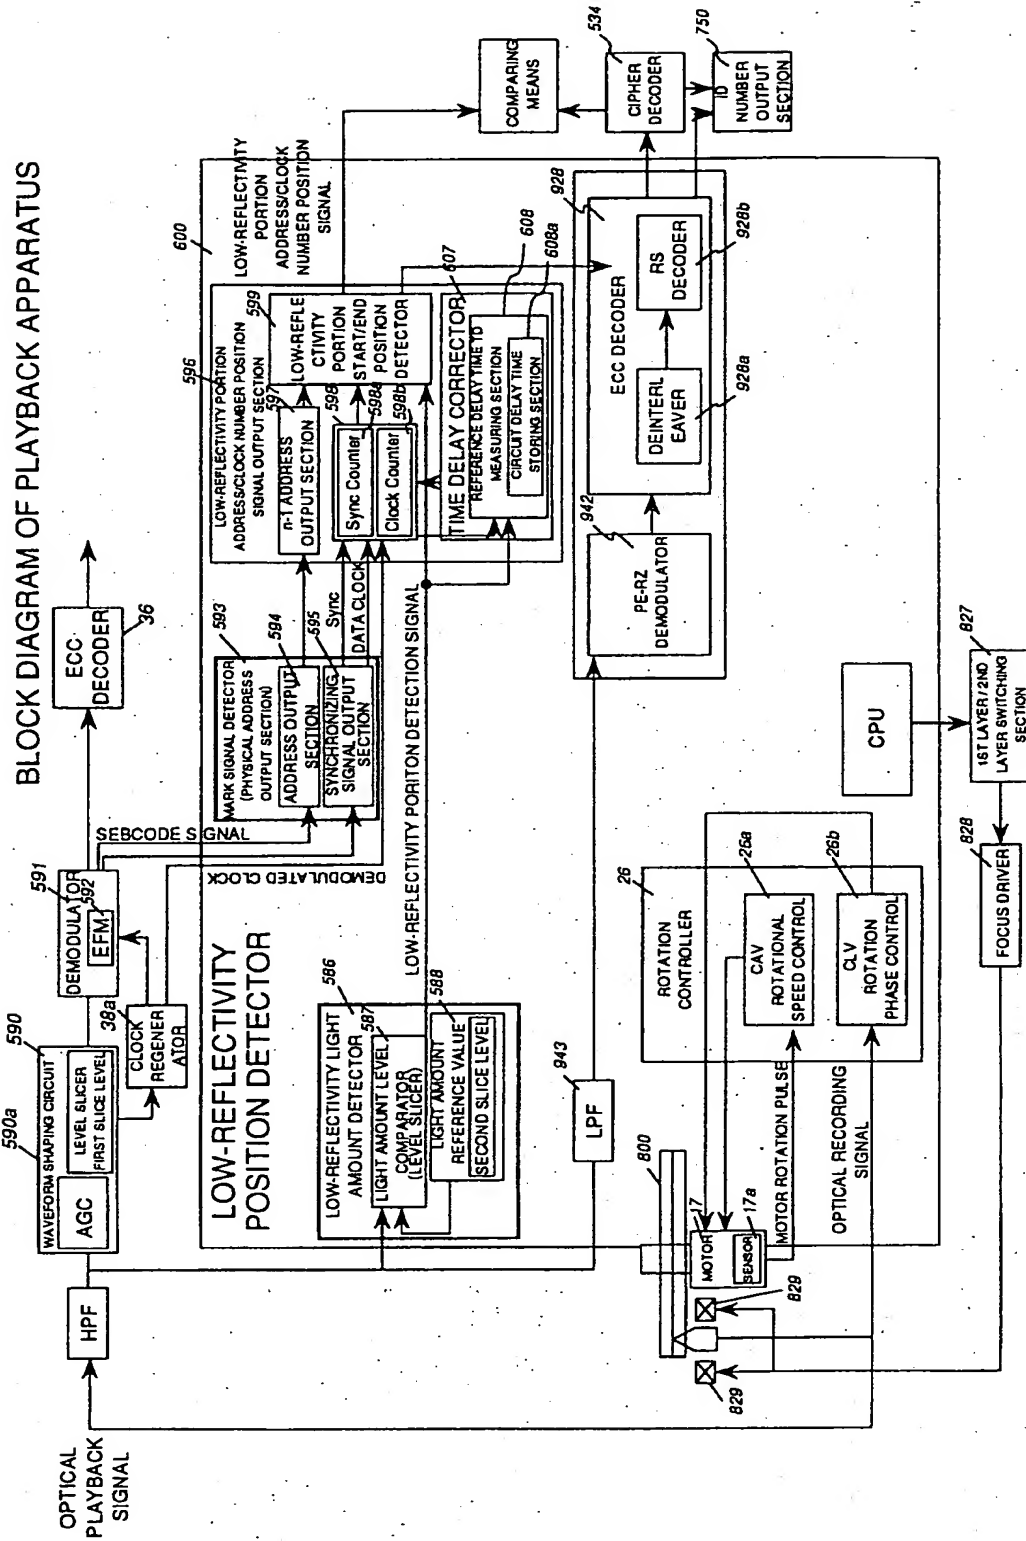 BLOCK DIAGRAM OF PLAYBACK APPARATUS
OPTICAL
PLAYBACK
SIGNAL
HPF
590a
590
WAVEFORM SHAPING CIRCUIT
AGC
LEVEL SLICER
FIRST SLICE LEVEL
38a
CLOCK
REGENER
ATOR
591
DEMODULATOR
592
EFM
ECC
DECODER
36
SEBCODE SIGNAL
DEMODULATED CLOCK
LOW-REFLECTIVITY
POSITION DETECTOR
600
LOW-REFLECTIVITY LIGHT
AMOUNT DETECTOR
586
587
LIGHT AMOUNT LEVEL
COMPARATOR
(LEVEL SLICER)
588
LIGHT AMOUNT
REFERENCE VALUE
SECOND SLICE LEVEL
LOW-REFLECTIVITY PORITON DETECTION SIGNAL
593
MARK SIGNAL DETECTOR
(PHYSICAL ADDRESS
OUTPUT SECTION)
594
ADDRESS OUTPUT
SECTION
595
SYNCHRONIZING
SIGNAL OUTPUT
SECTION
Sync
DATA CLOCK
596
LOW-REFLECTIVITY PORTION
ADDRESS/CLOCK NUMBER POSITION
SIGNAL OUTPUT SECTION
597
n-1 ADDRESS
OUTPUT SECTION
598
598a
Sync Counter
598b
Clock Counter
599
LOW-REFLE
CTIVITY
PORTION
START/END
POSITION
DETECTOR
LOW-REFLECTIVITY
PORTION
ADDRESS/CLOCK
NUMBER POSITION
SIGNAL
607
TIME DELAY CORRECTOR
608
REFERENCE DELAY TIME TD
MEASURING SECTION
608a
CIRCUIT DELAY TIME
STORING SECTION
COMPARING
MEANS
534
CIPHER
DECODER
750
ID
NUMBER
OUTPUT
SECTION
943
LPF
942
PE-RZ
DEMODULATOR
928
ECC DECODER
928a
DEINTERL
EAVER
928b
RS
DECODER
800
17
MOTOR
17a
SENSOR
829
829
MOTOR ROTATION PULSE
OPTICAL RECORDING
SIGNAL
26
ROTATION
CONTROLLER
26a
CAV
ROTATIONAL
SPEED CONTROL
26b
CLV
ROTATION
PHASE CONTROL
CPU
827
1ST LAYER/2ND
LAYER SWITCHING
SECTION
828
FOCUS DRIVER